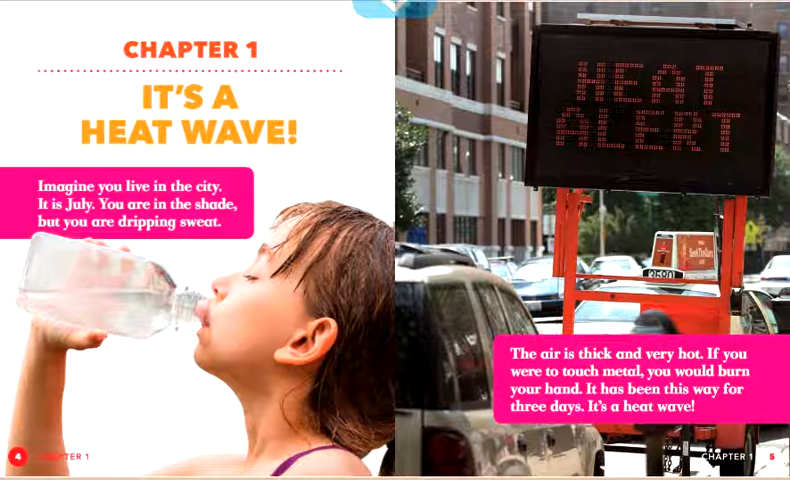 CHAPTER 1
IT'S A
HEAT WAVE!
Imagine you live in the city.
It is July. You are in the shade,
but you are dripping sweat.
4
CHAPTER 1
HEAT
ALERT
The air is thick and very hot. If you
were to touch metal, you would burn
your hand. It has been this way for
three days. It's a heat wave!
CHAPTER 1 5